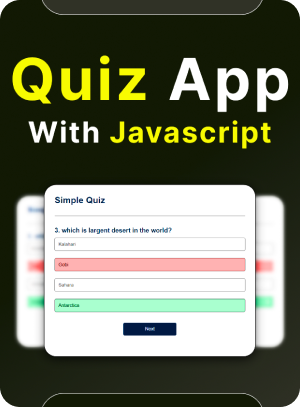 Quiz App
With Javascript
Simple Quiz
3. which is largent desert in the world?
Kalahari
Gobi
Sahara
Antarctica
Next